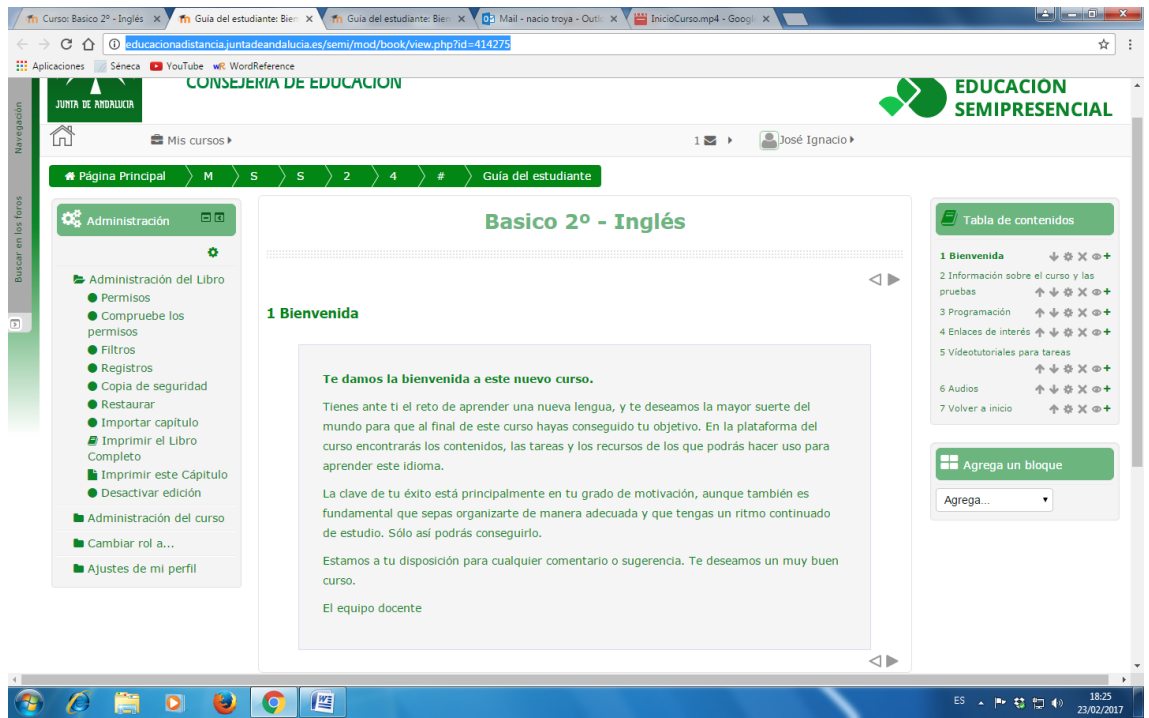 Curso: Basico 2º - Inglés
Guía del estudiante: Bien
Guía del estudiante: Bien
Mail - nacio troya - Outl
InicioCurso.mp4 - Googl
educacionadistancia.juntadeandalucia.es/semi/mod/book/view.php?id=414275
Aplicaciones Séneca YouTube WordReference
CONSEJERÍA DE EDUCACIÓN
JUNTA DE ANDALUCIA
EDUCACIÓN
SEMIPRESENCIAL
Navegación
Buscar en los foros
Mis cursos
1
José Ignacio
Página Principal M S S 2 4 # Guía del estudiante
Administración
Administración del Libro
Permisos
Compruebe los
permisos
Filtros
Registros
Copia de seguridad
Restaurar
Importar capítulo
Imprimir el Libro
Completo
Imprimir este Cápitulo
Desactivar edición
Administración del curso
Cambiar rol a...
Ajustes de mi perfil
Basico 2º - Inglés
1 Bienvenida
Te damos la bienvenida a este nuevo curso.
Tienes ante ti el reto de aprender una nueva lengua, y te deseamos la mayor suerte del
mundo para que al final de este curso hayas conseguido tu objetivo. En la plataforma del
curso encontrarás los contenidos, las tareas y los recursos de los que podrás hacer uso para
aprender este idioma.
La clave de tu éxito está principalmente en tu grado de motivación, aunque también es
fundamental que sepas organizarte de manera adecuada y que tengas un ritmo continuado
de estudio. Sólo así podrás conseguirlo.
Estamos a tu disposición para cualquier comentario o sugerencia. Te deseamos un muy buen
curso.
El equipo docente
Tabla de contenidos
1 Bienvenida
2 Información sobre el curso y las
pruebas
3 Programación
4 Enlaces de interés
5 Vídeotutoriales para tareas
6 Audios
7 Volver a inicio
Agrega un bloque
Agrega...
ES
18:25
23/02/2017